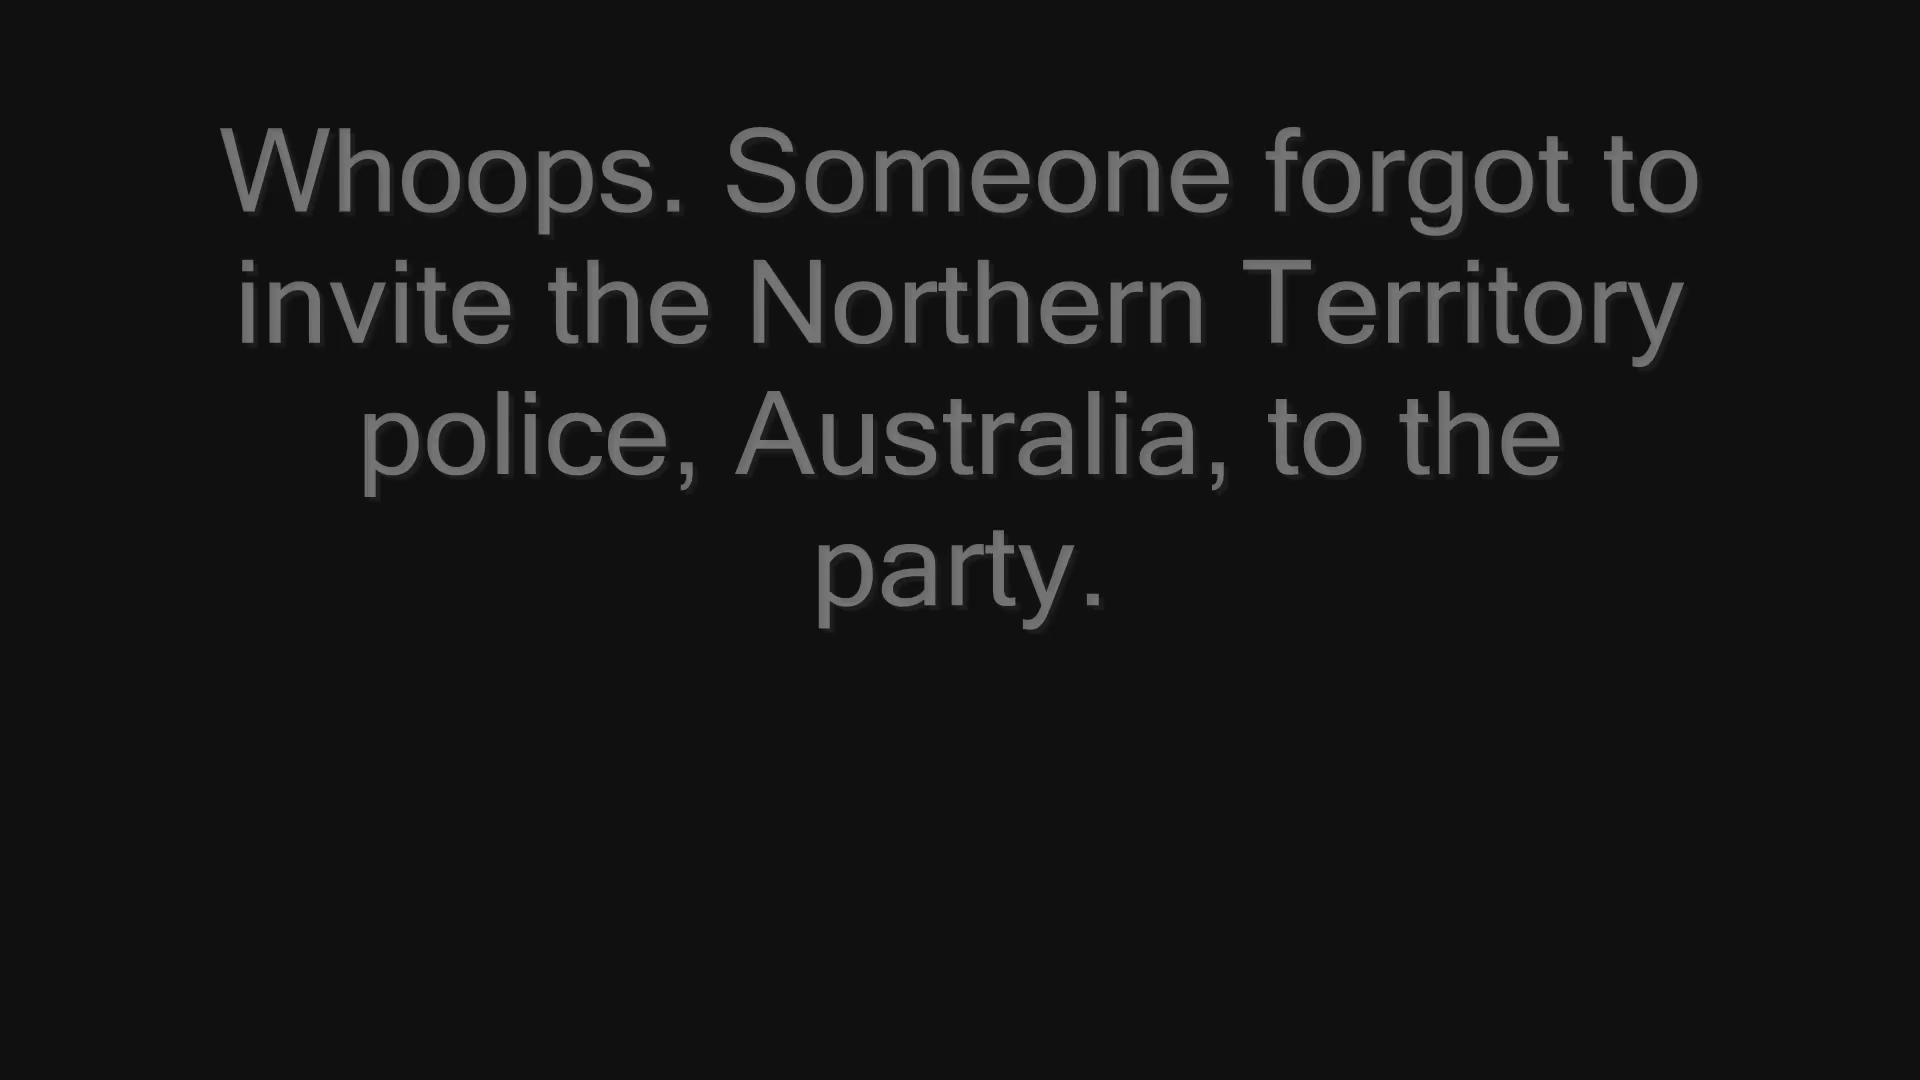 Whoops. Someone forgot to
invite the Northern Territory
police, Australia, to the
party.